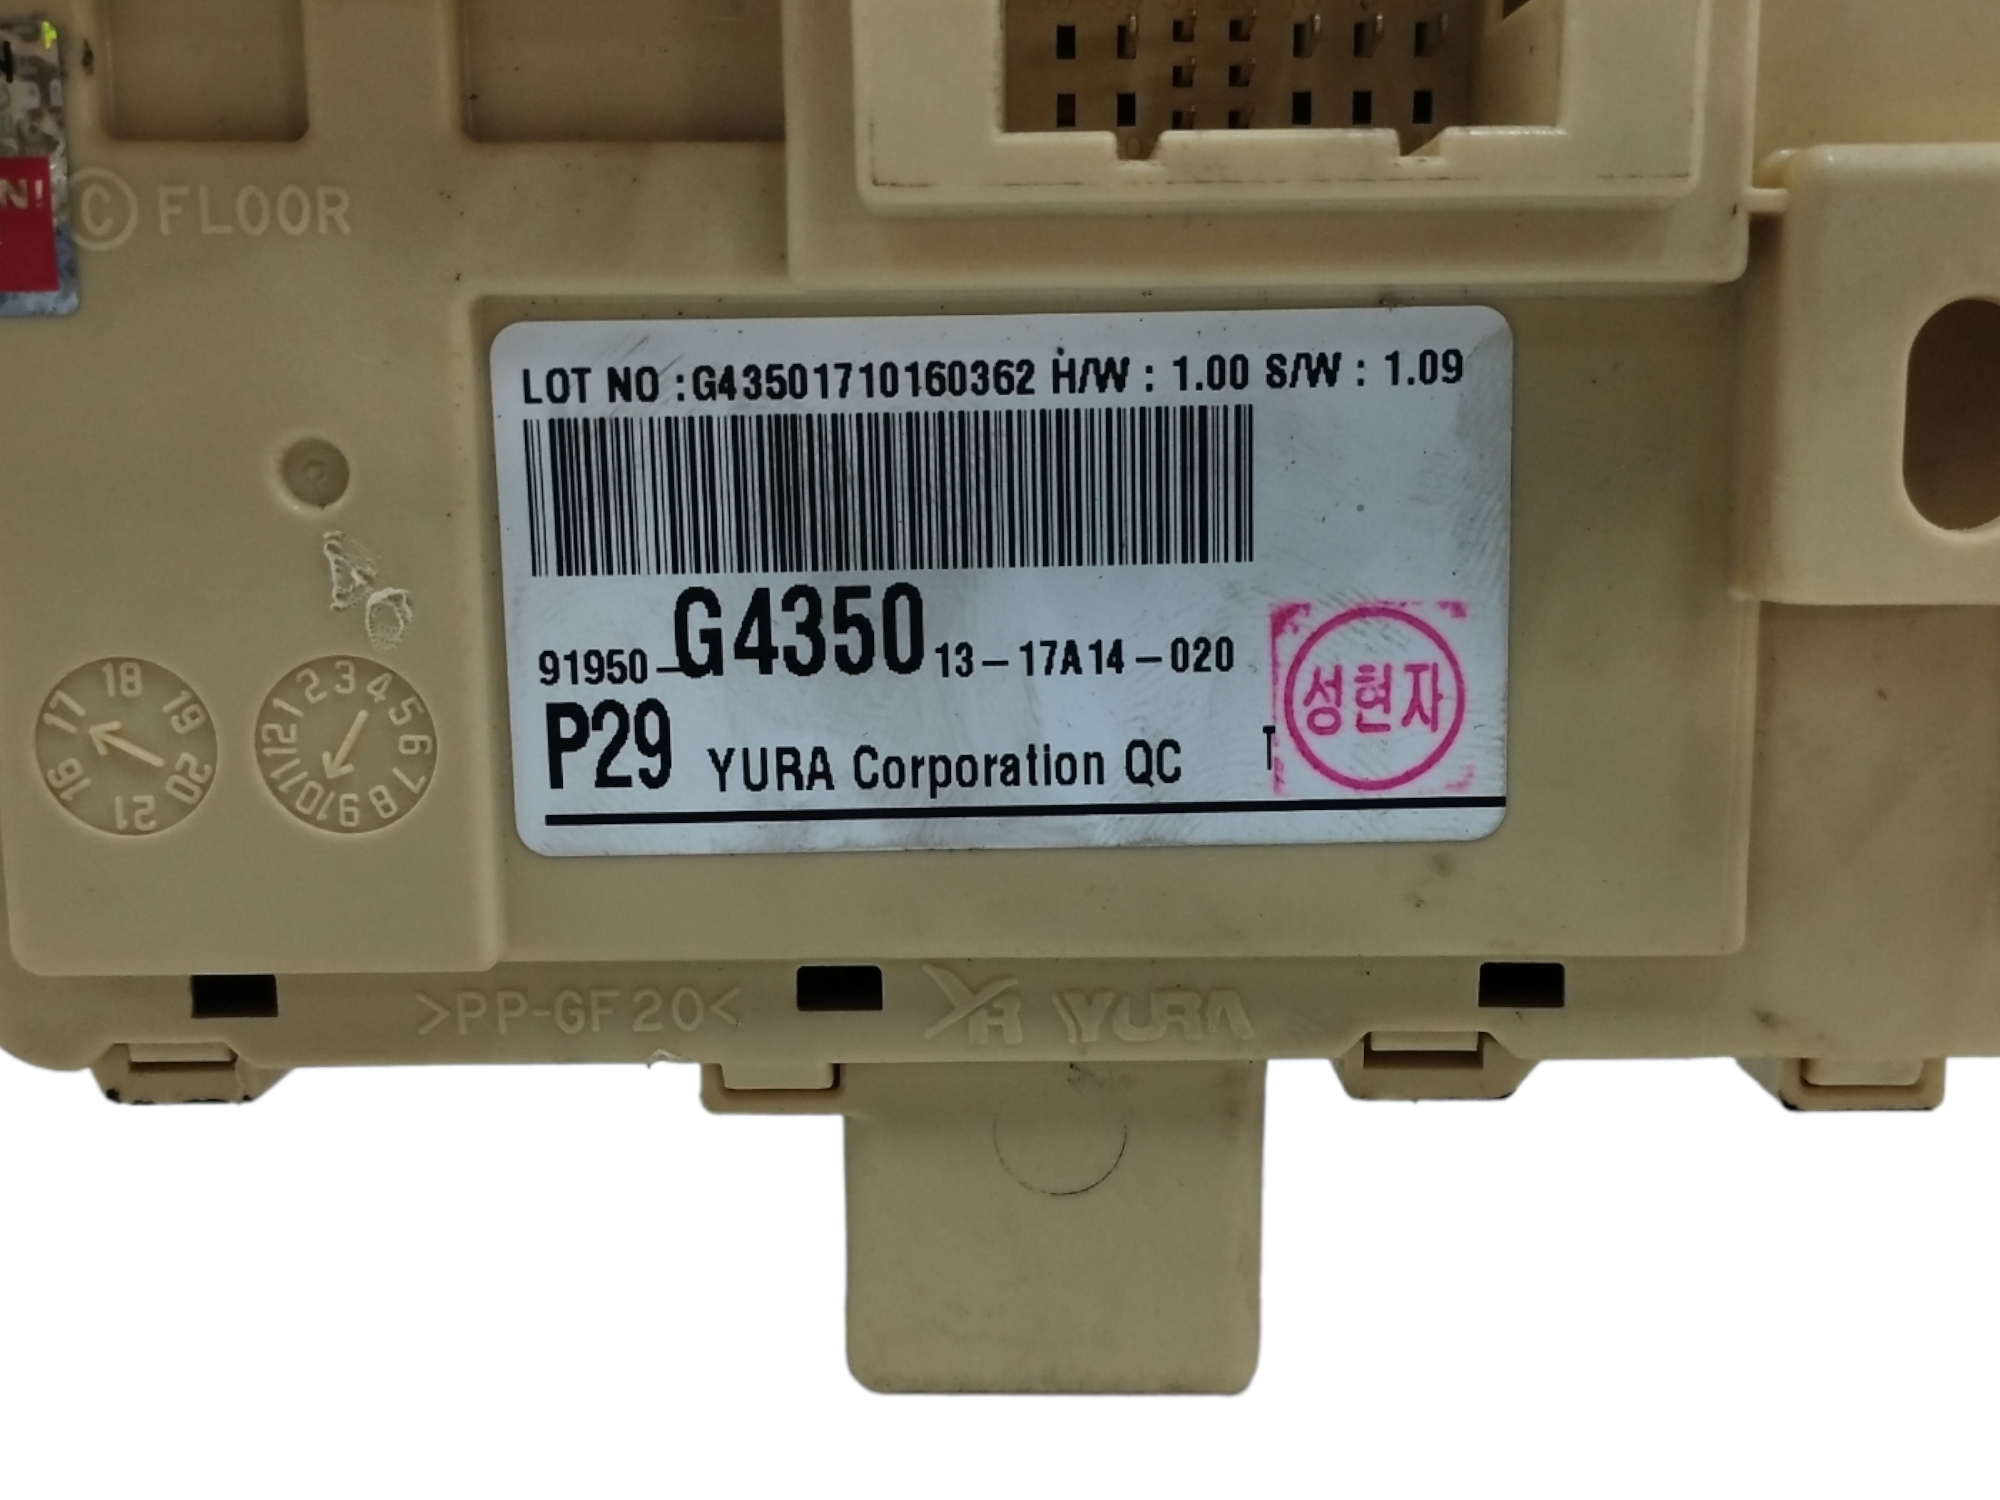 © FLOOR
LOT NO :G43501710160362 H/W : 1.00 S/W : 1.09
91950-G4350 13-17A14-020
P29 YURA Corporation QC T
성현자
16 17 18 19 20 21
1 2 3 4 5 6 7 8 9 10 11 12
>PP-GF20<
YURA